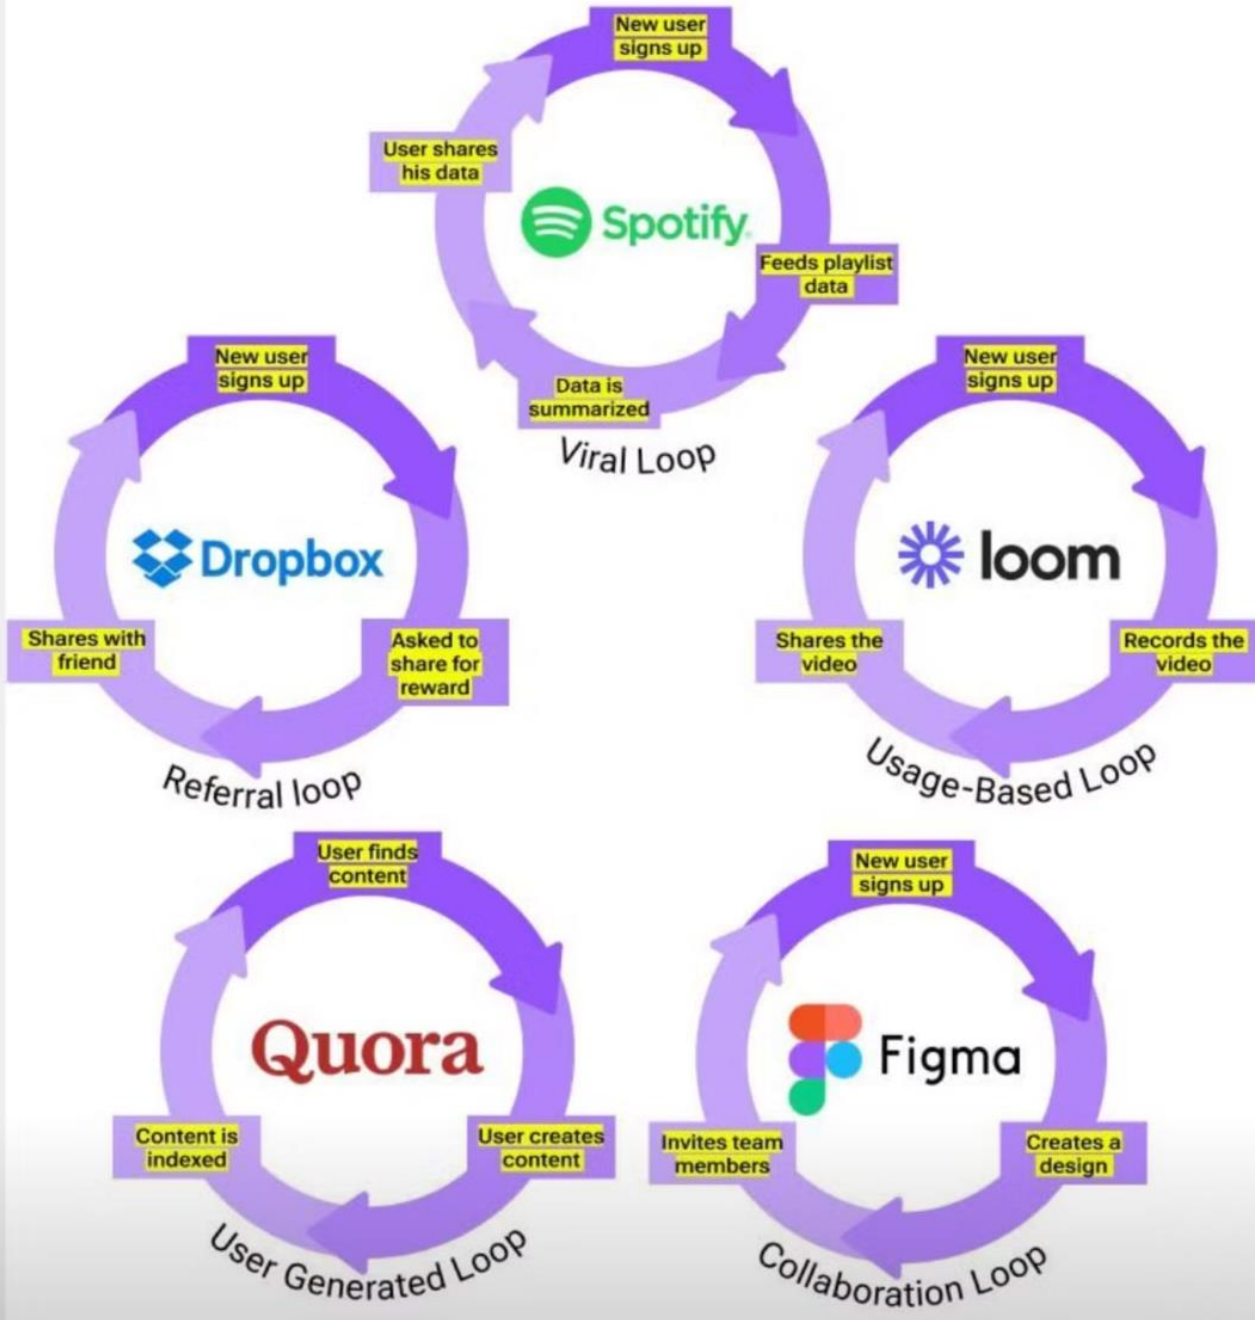 New user
signs up
User shares
his data
Spotify
Feeds playlist
data
Data is
summarized
Viral Loop
New user
signs up
Dropbox
Shares with
friend
Asked to
share for
reward
Referral loop
New user
signs up
loom
Shares the
video
Records the
video
Usage-Based Loop
User finds
content
Quora
Content is
indexed
User creates
content
User Generated Loop
New user
signs up
Figma
Invites team
members
Creates a
design
Collaboration Loop